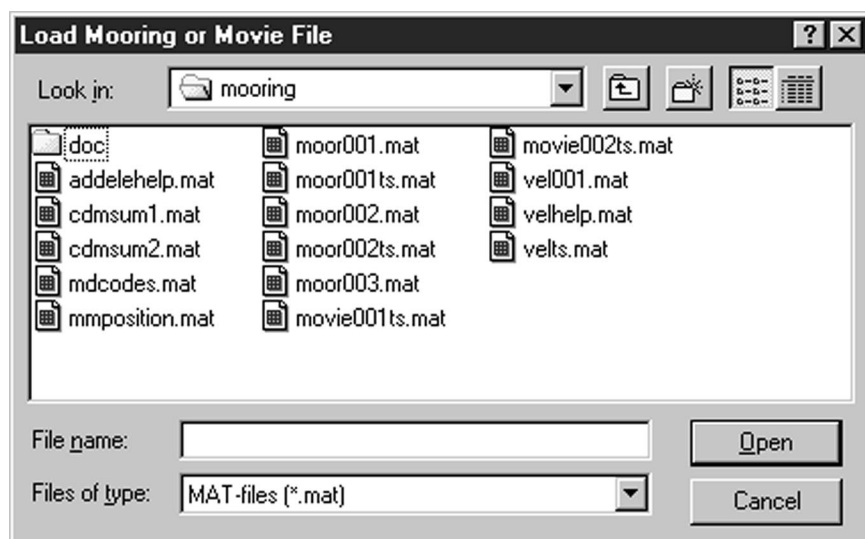 Load Mooring or Movie File
Look in: mooring
doc moor001.mat movie002ts.mat
addelehelp.mat moor001ts.mat vel001.mat
cdmsum1.mat moor002.mat velhelp.mat
cdmsum2.mat moor002ts.mat velts.mat
mdcodes.mat moor003.mat
mmposition.mat movie001ts.mat
File name: Open
Files of type: MAT-files (*.mat) Cancel